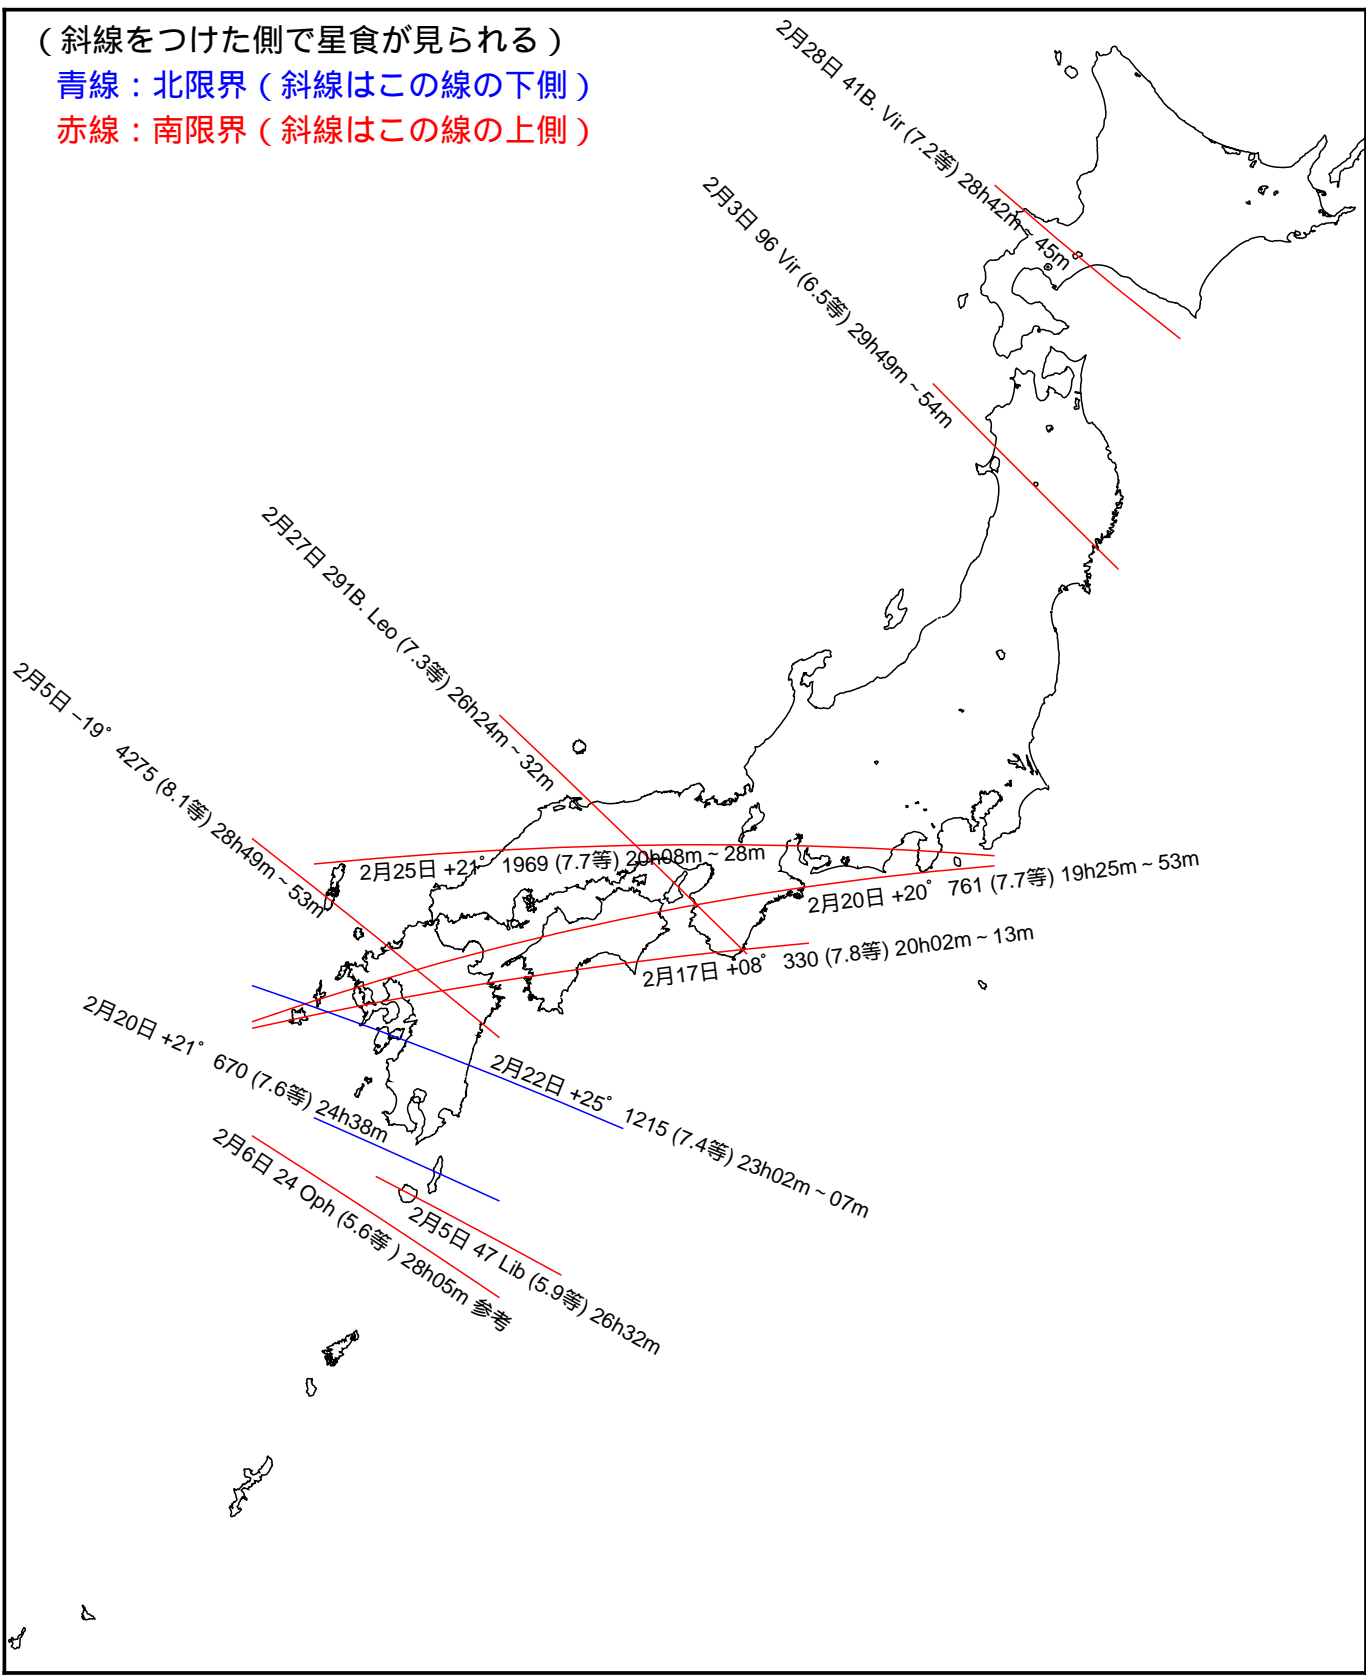 （斜線をつけた側で星食が見られる）
青線：北限界（斜線はこの線の下側）
赤線：南限界（斜線はこの線の上側）
2月28日 41B. Vir (7.2等) 28h42m ~ 45m
2月3日 96 Vir (6.5等) 29h49m ~ 54m
2月27日 291B. Leo (7.3等) 26h24m ~ 32m
2月5日 −19° 4275 (8.1等) 28h49m ~ 53m
2月25日 +21° 1969 (7.7等) 20h08m ~ 28m
2月20日 +20° 761 (7.7等) 19h25m ~ 53m
2月17日 +08° 330 (7.8等) 20h02m ~ 13m
2月20日 +21° 670 (7.6等) 24h38m
2月22日 +25° 1215 (7.4等) 23h02m ~ 07m
2月6日 24 Oph (5.6等 ) 28h05m 参考
2月5日 47 Lib (5.9等) 26h32m